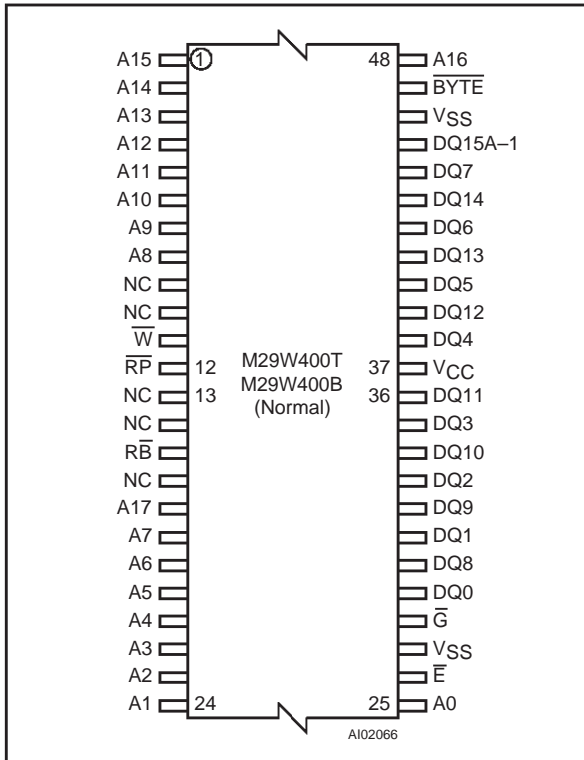 A15 1 48 A16
A14 B̅Y̅T̅E̅
A13 VSS
A12 DQ15A–1
A11 DQ7
A10 DQ14
A9 DQ6
A8 DQ13
NC DQ5
NC DQ12
W̅ DQ4
R̅P̅ 12 M29W400T 37 VCC
NC 13 M29W400B 36 DQ11
NC (Normal) DQ3
RB̅ DQ10
NC DQ2
A17 DQ9
A7 DQ1
A6 DQ8
A5 DQ0
A4 G̅
A3 VSS
A2 E̅
A1 24 25 A0
AI02066